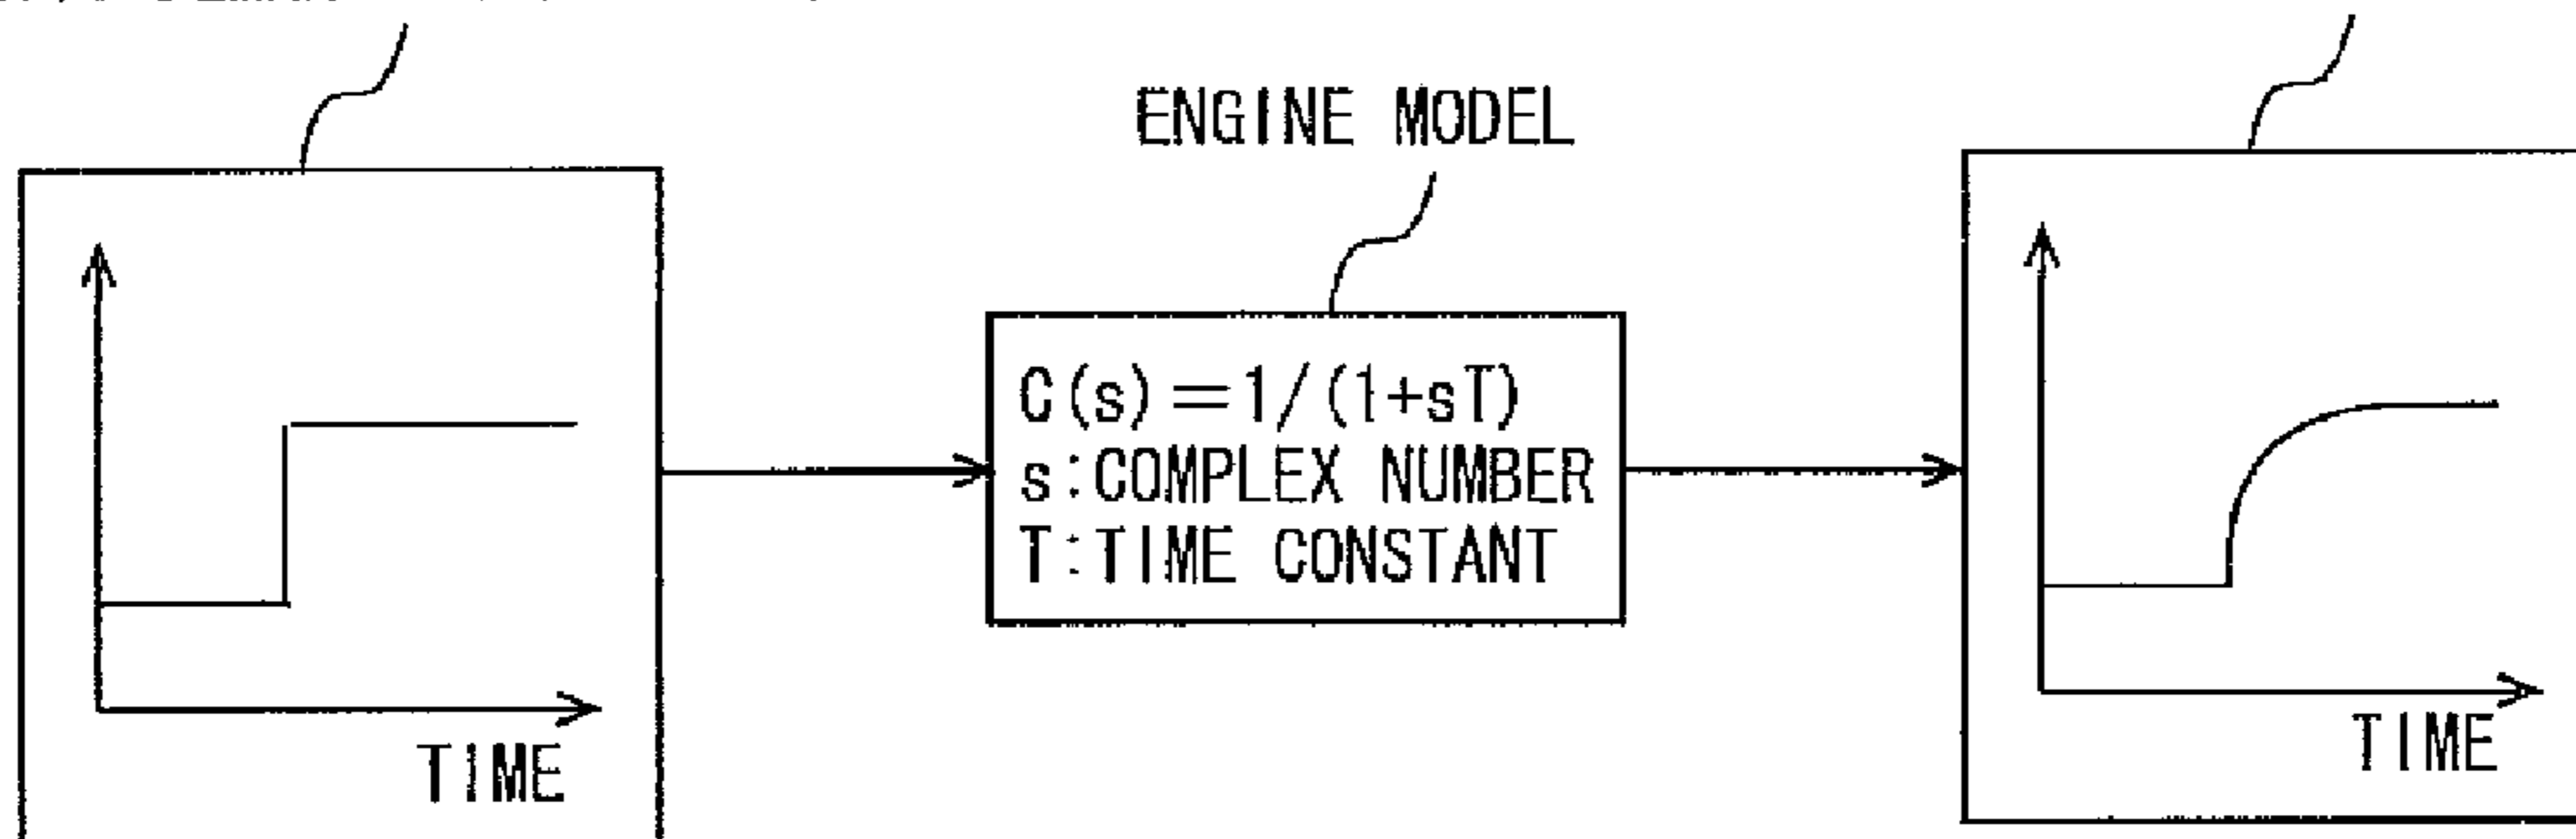 ENGINE MODEL
C(s)=1/(1+sT)
s:COMPLEX NUMBER
T:TIME CONSTANT
TIME
TIME